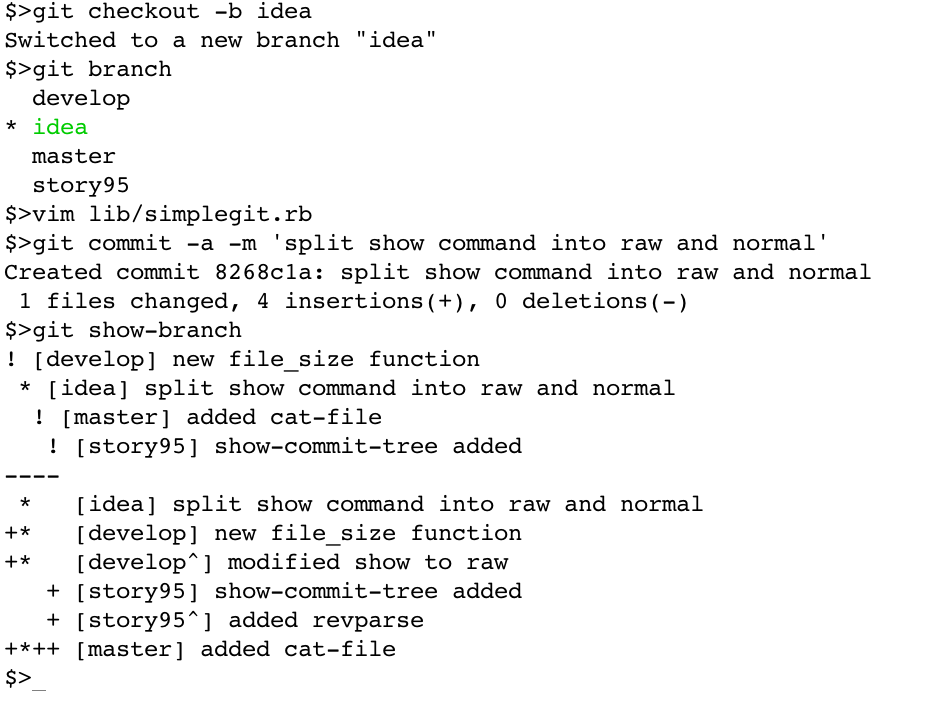 $>git checkout -b idea
Switched to a new branch "idea"
$>git branch
  develop
* idea
  master
  story95
$>vim lib/simplegit.rb
$>git commit -a -m 'split show command into raw and normal'
Created commit 8268c1a: split show command into raw and normal
 1 files changed, 4 insertions(+), 0 deletions(-)
$>git show-branch
! [develop] new file_size function
 * [idea] split show command into raw and normal
  ! [master] added cat-file
   ! [story95] show-commit-tree added
----
 *   [idea] split show command into raw and normal
+*   [develop] new file_size function
+*   [develop^] modified show to raw
   + [story95] show-commit-tree added
   + [story95^] added revparse
+*++ [master] added cat-file
$>_